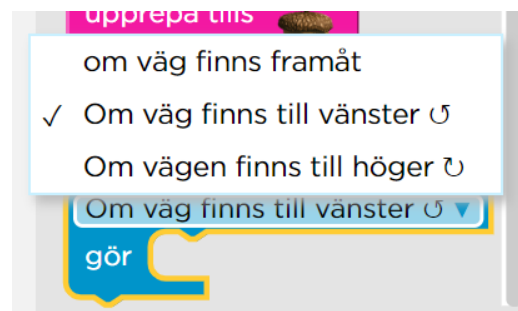 upprepa tills
om väg finns framåt
✓ Om väg finns till vänster ↺
Om vägen finns till höger ↻
Om väg finns till vänster ↺ ▼
gör